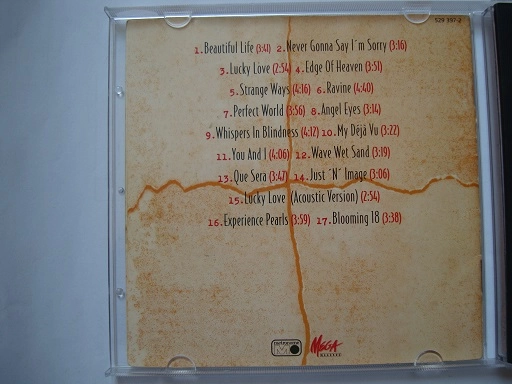 529 397-2
1.Beautiful Life (3:41) 2.Never Gonna Say I´m Sorry (3:16)
3.Lucky Love (2:54) 4.Edge Of Heaven (3:51)
5.Strange Ways (4:16) 6.Ravine (4:40)
7.Perfect World (3:56) 8.Angel Eyes (3:14)
9.Whispers In Blindness (4:12) 10.My Déjà Vu (3:22)
11.You And I (4:06) 12.Wave Wet Sand (3:19)
13.Que Sera (3:47) 14.Just ´N´ Image (3:06)
15.Lucky Love (Acoustic Version) (2:54)
16.Experience Pearls (3:59) 17.Blooming 18 (3:38)
metronome
MEGA
RECORDS